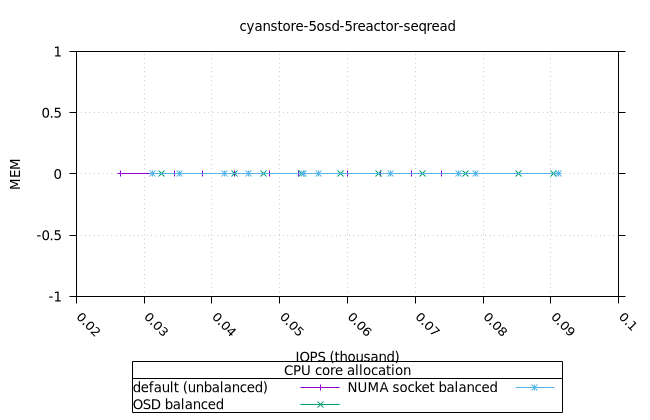 cyanstore-5osd-5reactor-seqread
1
0.5
0
-0.5
-1
MEM
0.02
0.03
0.04
0.05
0.06
0.07
0.08
0.09
0.1
IOPS (thousand)
CPU core allocation
default (unbalanced) NUMA socket balanced
OSD balanced